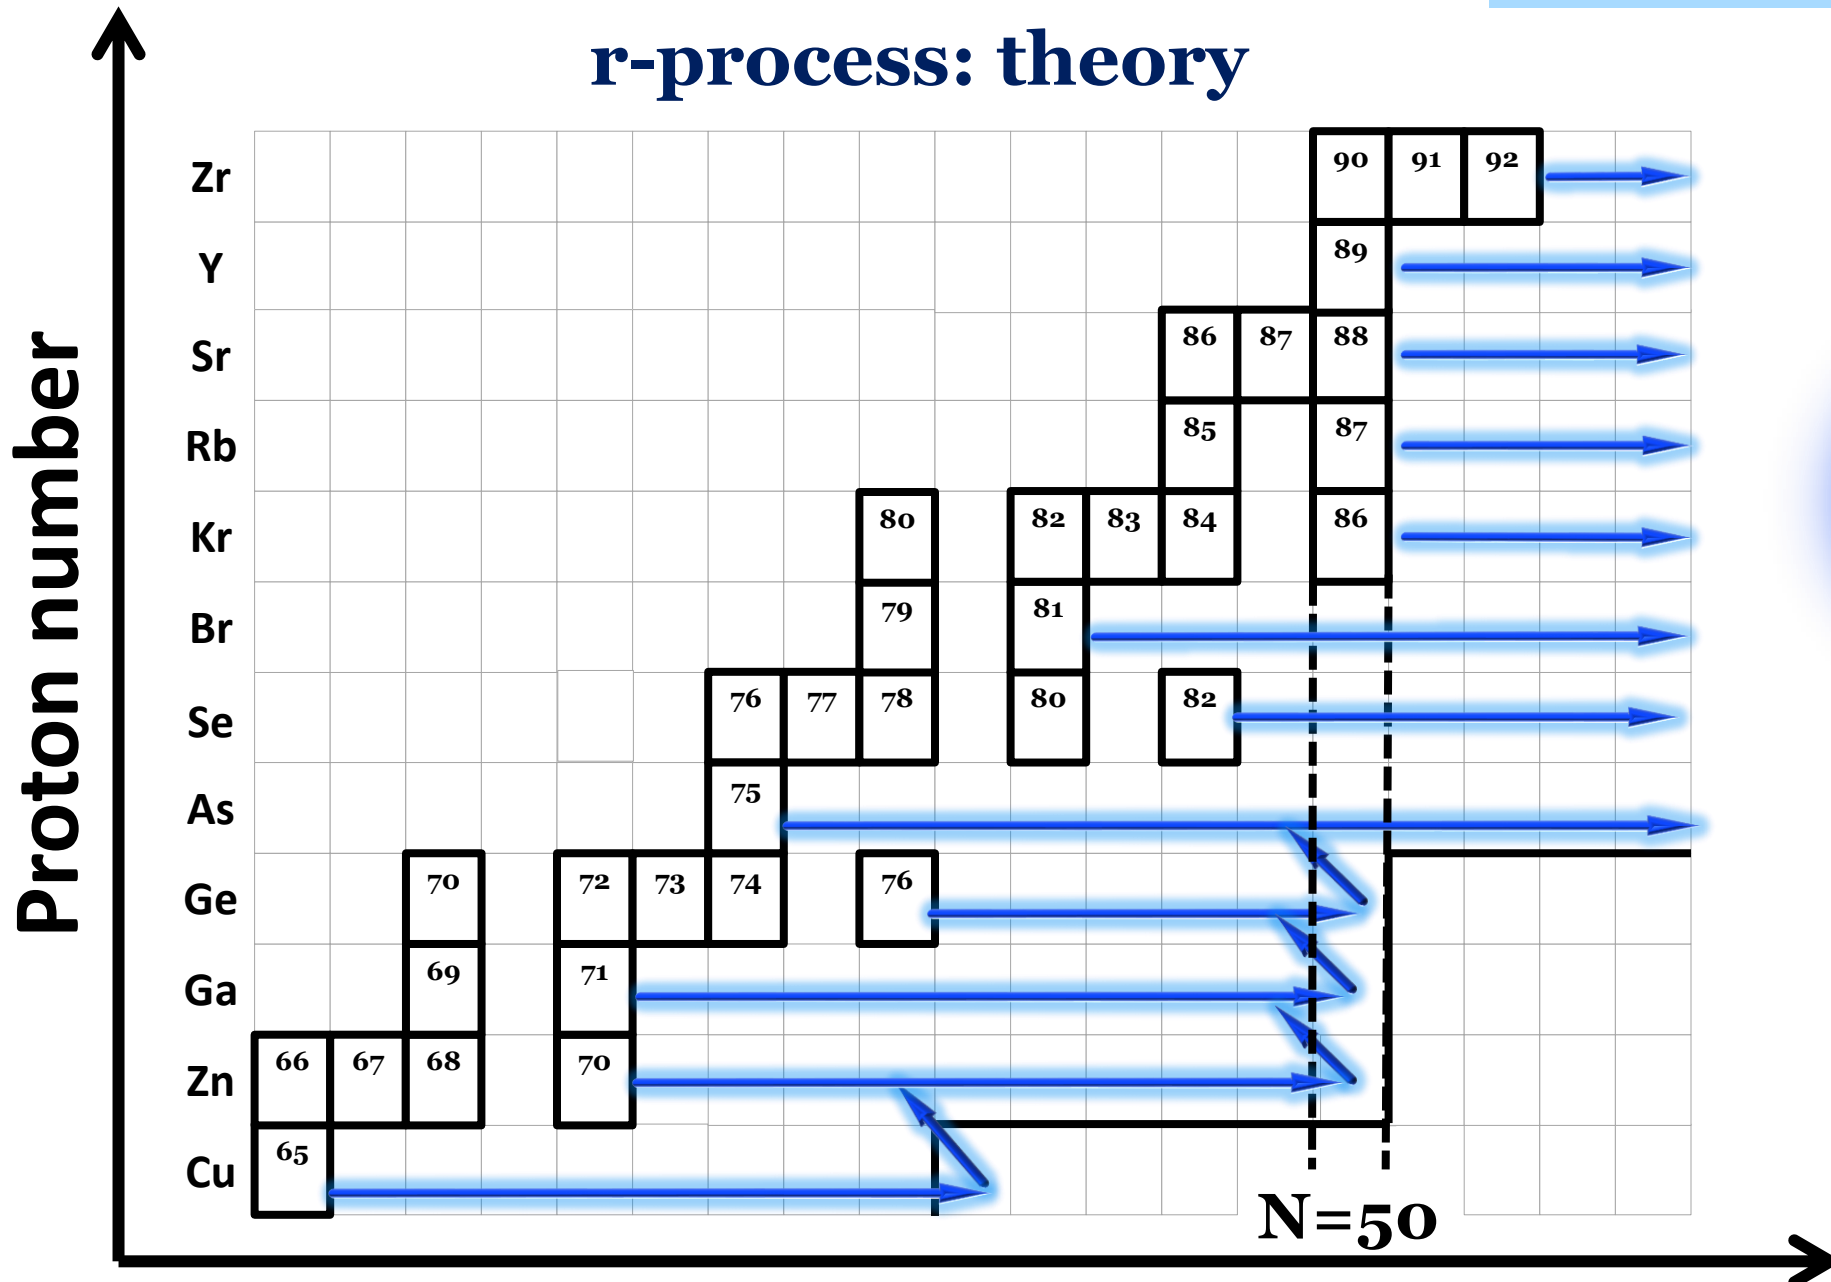 r-process: theory
Proton number
Zr 90 91 92
Y 89
Sr 86 87 88
Rb 85 87
Kr 80 82 83 84 86
Br 79 81
Se 76 77 78 80 82
As 75
Ge 70 72 73 74 76
Ga 69 71
Zn 66 67 68 70
Cu 65
N=50